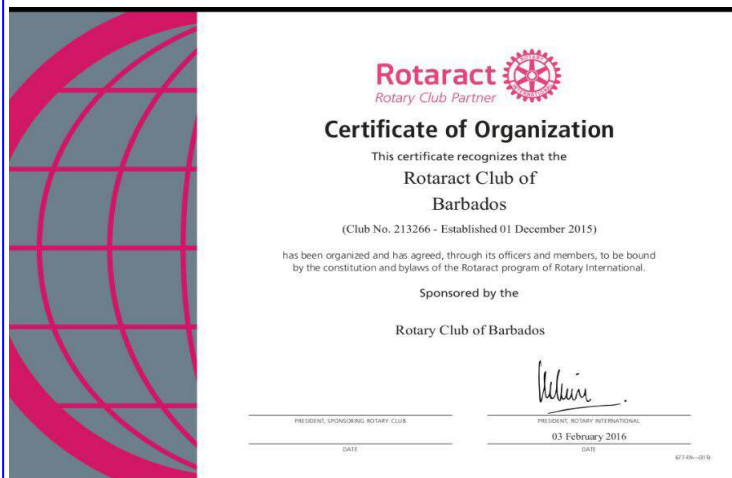 Rotaract
Rotary Club Partner
ROTARY
INTERNATIONAL
Certificate of Organization
This certificate recognizes that the
Rotaract Club of
Barbados
(Club No. 213266 - Established 01 December 2015)
has been organized and has agreed, through its officers and members, to be bound
by the constitution and bylaws of the Rotaract program of Rotary International.
Sponsored by the
Rotary Club of Barbados
PRESIDENT, SPONSORING ROTARY CLUB
PRESIDENT, ROTARY INTERNATIONAL
03 February 2016
DATE
DATE